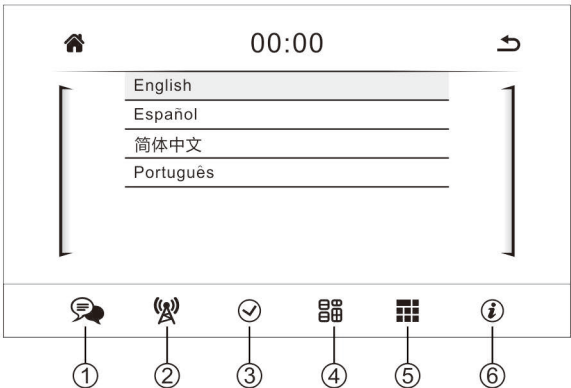 00:00
English
Español
简体中文
Português
① ② ③ ④ ⑤ ⑥